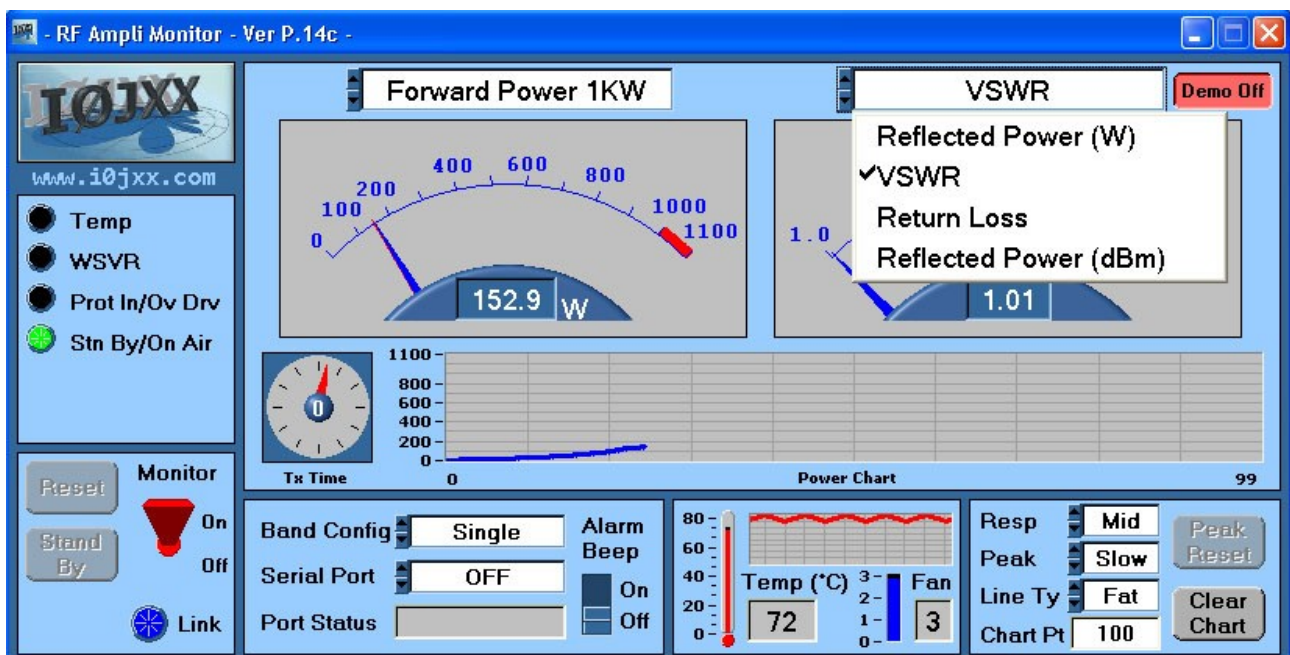 - RF Ampli Monitor - Ver P.14c -
IØJXX
www.i0jxx.com
Temp
WSVR
Prot In/Ov Drv
Stn By/On Air
Forward Power 1KW
0 100 200 400 600 800 1000 1100
152.9 W
VSWR
Demo Off
Reflected Power (W)
✓VSWR
Return Loss
Reflected Power (dBm)
1.0
1.01
0
Tx Time
1100
800
600
400
200
0
0 Power Chart 99
Reset
Stand By
Monitor
On
Off
Link
Band Config Single
Serial Port OFF
Port Status
Alarm
Beep
On
Off
80
60
40
20
0
Temp (°C)
72
3
2
1
0
Fan
3
Resp Mid
Peak Slow
Line Ty Fat
Chart Pt 100
Peak
Reset
Clear
Chart